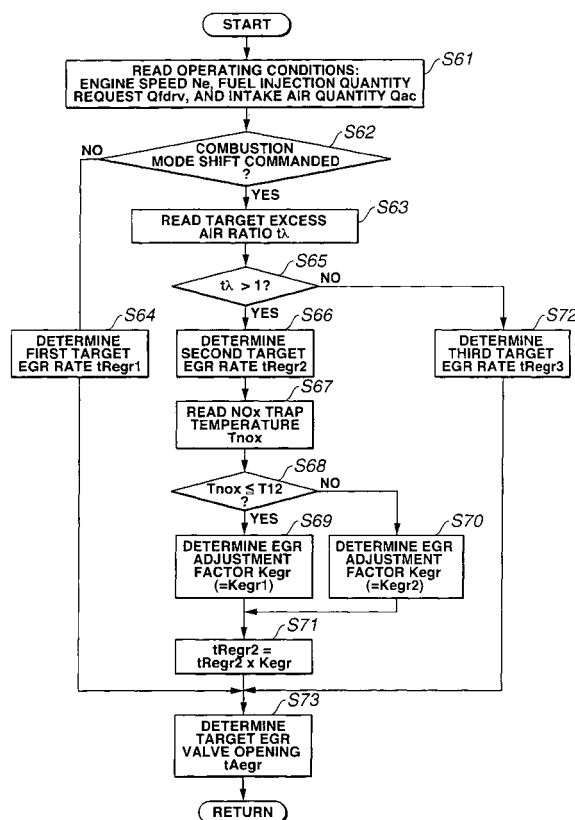 START
S61
READ OPERATING CONDITIONS:
ENGINE SPEED Ne, FUEL INJECTION QUANTITY
REQUEST Qfdrv, AND INTAKE AIR QUANTITY Qac
S62
COMBUSTION
MODE SHIFT COMMANDED
?
NO
YES
S63
READ TARGET EXCESS
AIR RATIO tλ
S65
tλ > 1?
NO
YES
S64
DETERMINE
FIRST TARGET
EGR RATE tRegr1
S66
DETERMINE
SECOND TARGET
EGR RATE tRegr2
S72
DETERMINE
THIRD TARGET
EGR RATE tRegr3
S67
READ NOx TRAP
TEMPERATURE
Tnox
S68
Tnox ≦ T12
?
NO
YES
S69
DETERMINE EGR
ADJUSTMENT
FACTOR Kegr
(=Kegr1)
S70
DETERMINE EGR
ADJUSTMENT
FACTOR Kegr
(=Kegr2)
S71
tRegr2 =
tRegr2 x Kegr
S73
DETERMINE
TARGET EGR
VALVE OPENING
tAegr
RETURN